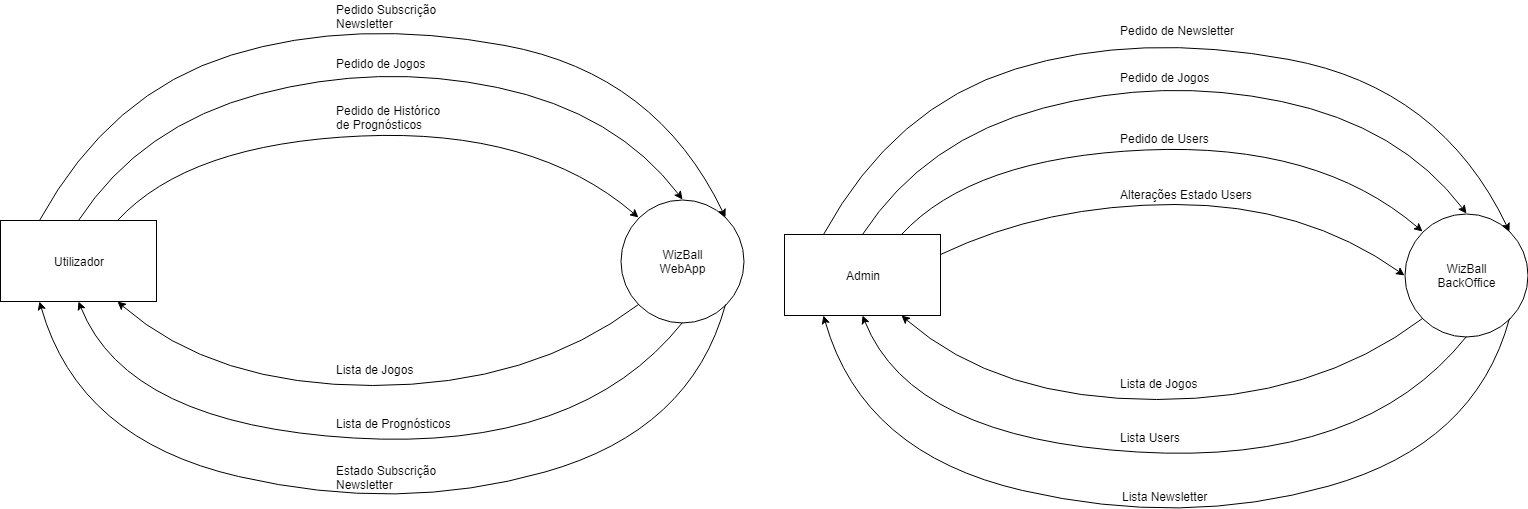 Pedido Subscrição
Newsletter
Pedido de Jogos
Pedido de Histórico
de Prognósticos
Utilizador
WizBall
WebApp
Lista de Jogos
Lista de Prognósticos
Estado Subscrição
Newsletter
Pedido de Newsletter
Pedido de Jogos
Pedido de Users
Alterações Estado Users
Admin
WizBall
BackOffice
Lista de Jogos
Lista Users
Lista Newsletter